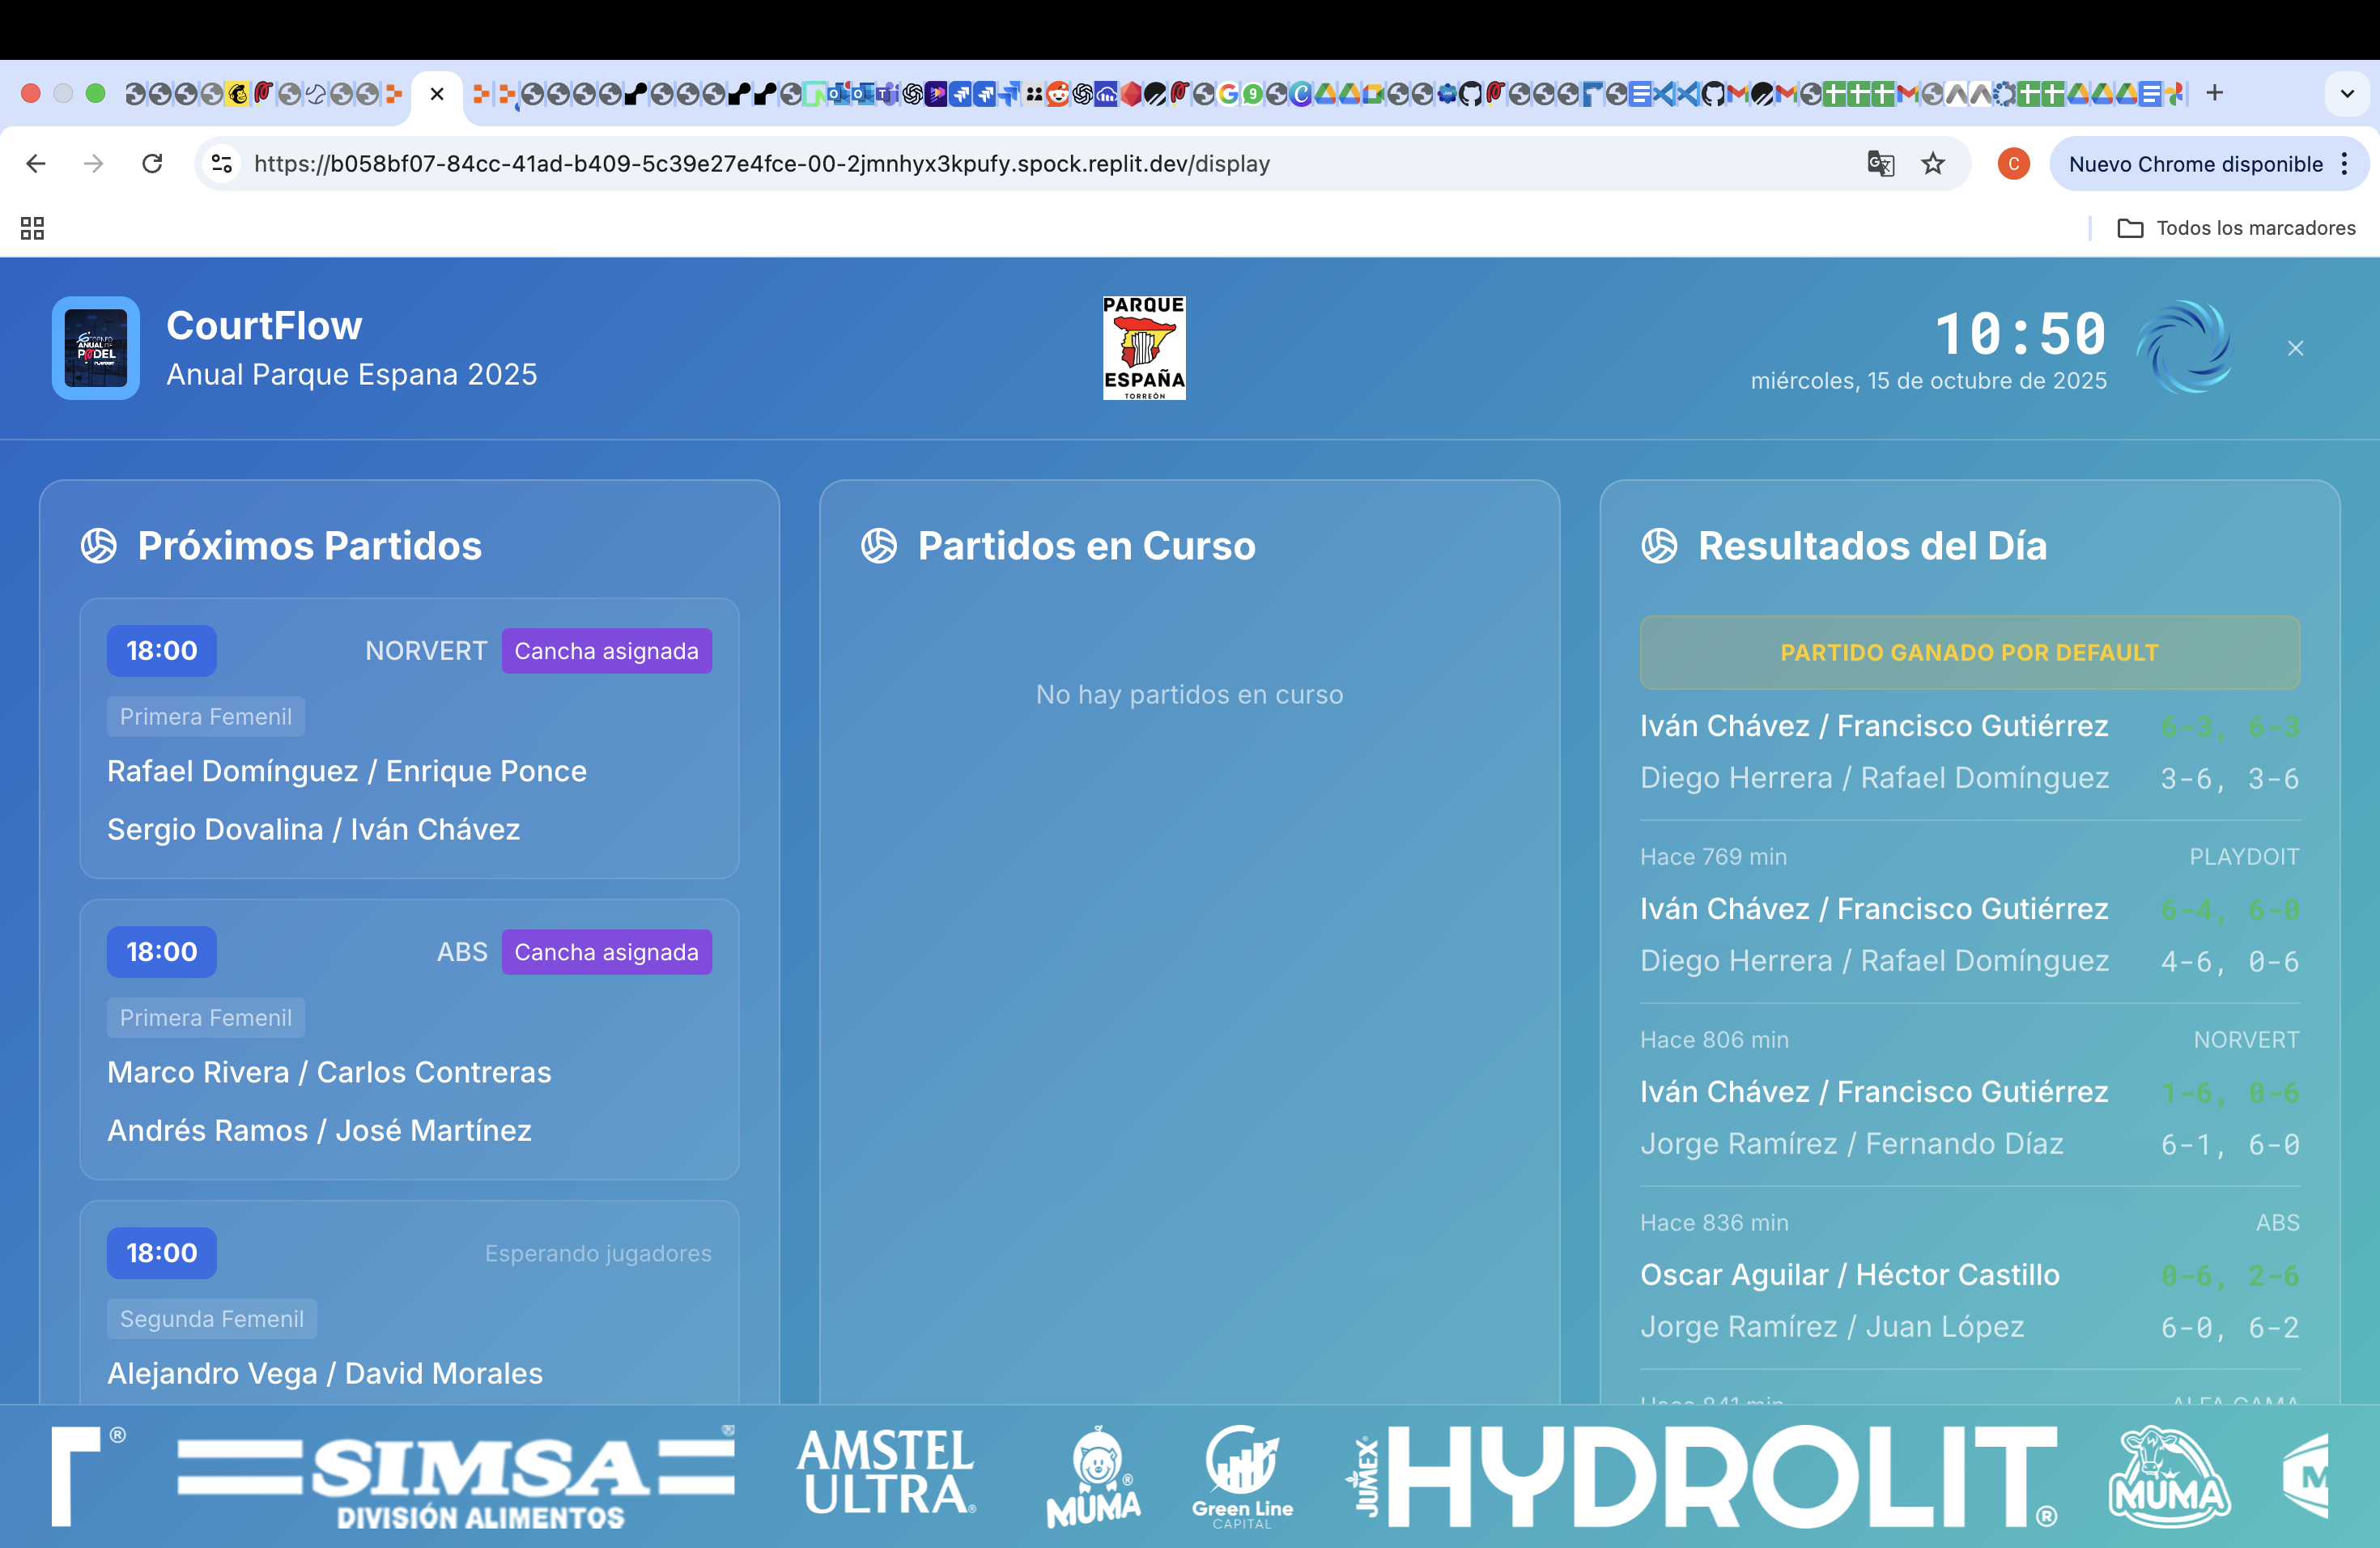 https://b058bf07-84cc-41ad-b409-5c39e27e4fce-00-2jmnhyx3kpufy.spock.replit.dev/display
C
Nuevo Chrome disponible
Todos los marcadores
CourtFlow
Anual Parque Espana 2025
ANUAL
PÁDEL
PARQUE
ESPAÑA
TORREÓN
10:50
miércoles, 15 de octubre de 2025
Próximos Partidos
18:00 NORVERT Cancha asignada
Primera Femenil
Rafael Domínguez / Enrique Ponce
Sergio Dovalina / Iván Chávez
18:00 ABS Cancha asignada
Primera Femenil
Marco Rivera / Carlos Contreras
Andrés Ramos / José Martínez
18:00 Esperando jugadores
Segunda Femenil
Alejandro Vega / David Morales
Partidos en Curso
No hay partidos en curso
Resultados del Día
PARTIDO GANADO POR DEFAULT
Iván Chávez / Francisco Gutiérrez 6-3, 6-3
Diego Herrera / Rafael Domínguez 3-6, 3-6
Hace 769 min PLAYDOIT
Iván Chávez / Francisco Gutiérrez 6-4, 6-0
Diego Herrera / Rafael Domínguez 4-6, 0-6
Hace 806 min NORVERT
Iván Chávez / Francisco Gutiérrez 1-6, 0-6
Jorge Ramírez / Fernando Díaz 6-1, 6-0
Hace 836 min ABS
Oscar Aguilar / Héctor Castillo 0-6, 2-6
Jorge Ramírez / Juan López 6-0, 6-2
Hace 841 min ALFA GAMA
®
SIMSA
DIVISIÓN ALIMENTOS
AMSTEL
ULTRA®
MUMA®
Green Line
CAPITAL
JUMEX®
HYDROLIT®
MUMA
M